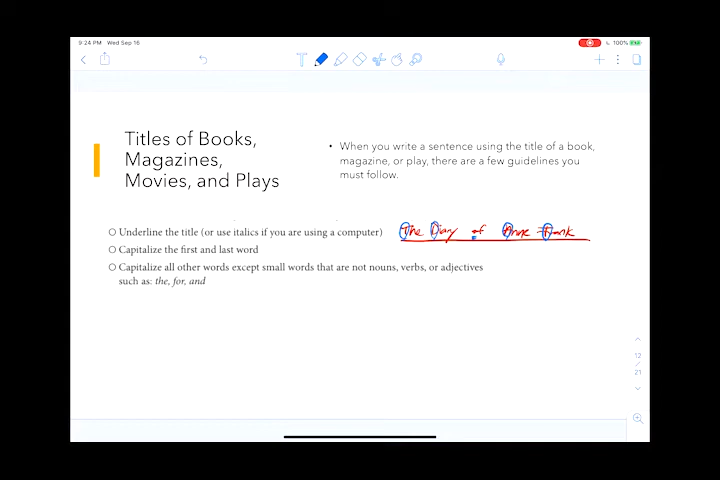 9:24 PM Wed Sep 16
100%
Titles of Books,
Magazines,
Movies, and Plays
• When you write a sentence using the title of a book,
magazine, or play, there are a few guidelines you
must follow.
Underline the title (or use italics if you are using a computer)
The Diary of Anne Frank
Capitalize the first and last word
Capitalize all other words except small words that are not nouns, verbs, or adjectives
such as: the, for, and
12
/
21